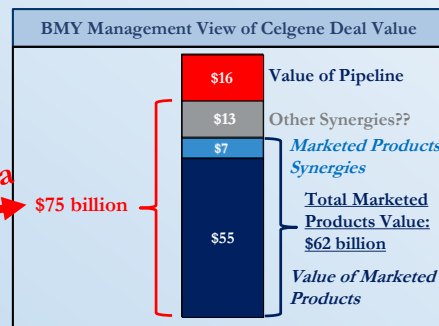 BMY Management View of Celgene Deal Value
$16
Value of Pipeline
$13
Other Synergies??
$7
Marketed Products
Synergies
$75 billion
Total Marketed
Products Value:
$62 billion
$55
Value of Marketed
Products